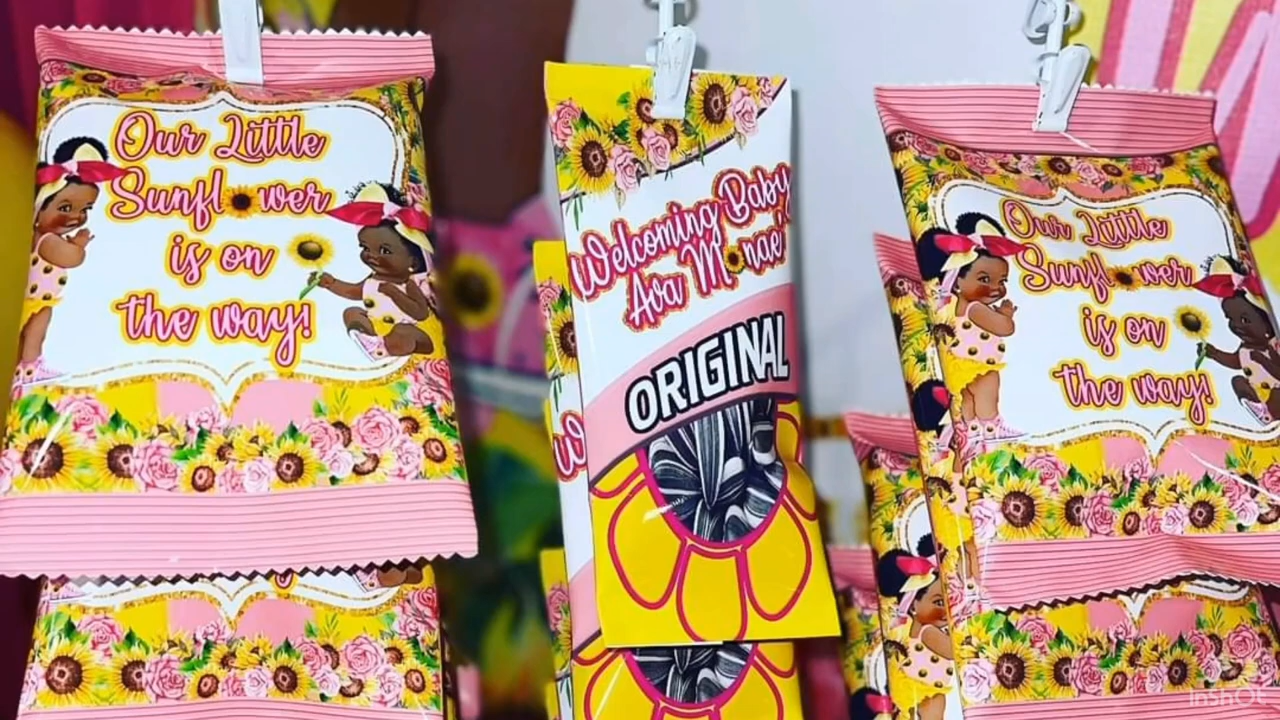 Our Little
Sunflower
is on
the way!
Welcoming Baby
Ava Monae'
ORIGINAL
Our Little
Sunflower
is on
the way!
InShOt